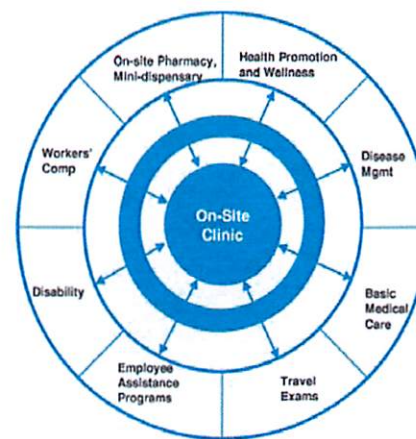 On-site Pharmacy,
Mini-dispensary
Health Promotion
and Wellness
Workers'
Comp
Disease
Mgmt
On-Site
Clinic
Disability
Basic
Medical
Care
Employee
Assistance
Programs
Travel
Exams